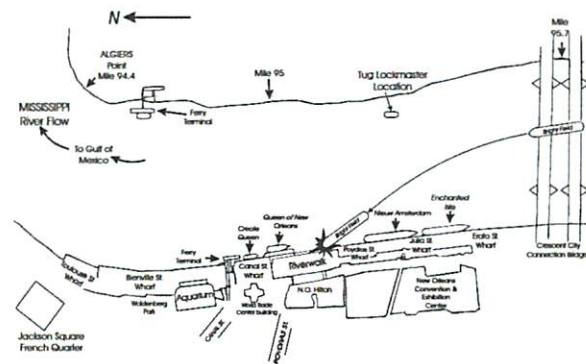 N
ALGIERS
Point
Mile 94.4
Mile 95
Tug Lockmaster
Location
Mile
95.7
MISSISSIPPI
River Flow
Ferry
Terminal
To Gulf of
Mexico
Bright Field
Queen of New
Orleans
Creole
Queen
Nieuw Amsterdam
Enchanted
Isle
Bright Field
Ferry
Terminal
Toulouse St
Wharf
Bienville St
Wharf
Canal St
Wharf
Riverwalk
Poydras St
Wharf
Julia St
Wharf
Erato St
Wharf
Crescent City
Connection Bridge
Waldenberg
Park
Aquarium
World Trade
Center building
N.O. Hilton
New Orleans
Convention &
Exhibition
Center
CANAL ST.
POYDRAS ST.
Jackson Square
French Quarter